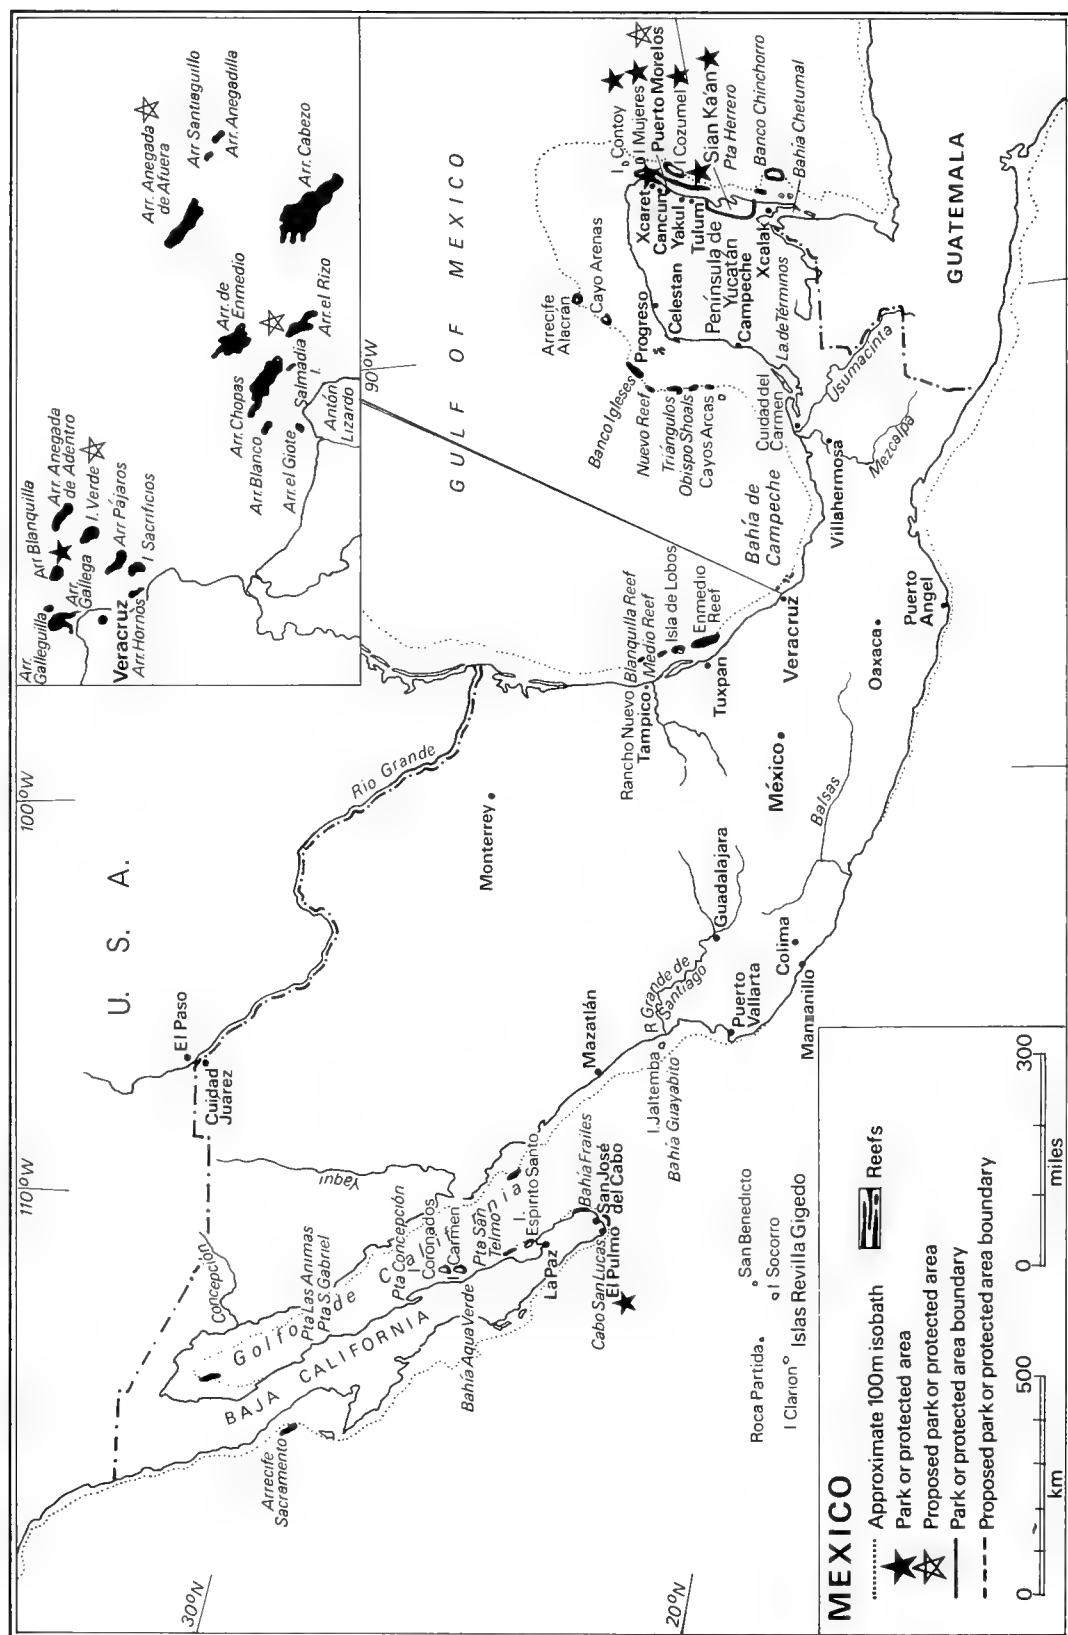 MEXICO
Approximate 100m isobath
Park or protected area
Proposed park or protected area
Park or protected area boundary
Proposed park or protected area boundary
Reefs
0
500
km
0
300
miles
30°N
20°N
110°W
100°W
90°W
U. S. A.
El Paso
Cuidad
Juarez
Rio Grande
Monterrey
Concepción
Yaqui
Golfo de California
BAJA CALIFORNIA
Arrecife
Sacramento
Pta Las Animas
Pta S. Gabriel
Pta Concepción
Coronados
I
Carmen
Pta San
Telmo
Bahía Aqua Verde
I.
Espirito Santo
La Paz
Bahía Frailes
San José
del Cabo
El Pulmo
Cabo San Lucas
Mazatlán
I. Jaltemba
Bahía Guayabito
R Grande de
Santiago
Guadalajara
Puerto
Vallarta
Colima
Manzanillo
San Benedicto
I Socorro
Roca Partida
I Clarion
Islas Revilla Gigedo
México
Balsas
Oaxaca
Puerto
Angel
Rancho Nuevo
Tampico
Blanquilla Reef
Medio Reef
Isla de Lobos
Enmedio
Reef
Tuxpan
Veracruz
Bahía de
Campeche
GULF OF MEXICO
Villahermosa
Mezcalpa
Usumacinta
Cuidad del
Carmen
La. de Términos
Banco Igleses
Nuevo Reef
Triángulos
Obispo Shoals
Cayos Arcas
Arrecife
Alacrán
Cayo Arenas
Progreso
Celestan
Campeche
Península de
Yucatán
Xcaret
Cancun
Yakul
Tulum
Xcalak
I Contoy
I Mujeres
Puerto Morelos
I Cozumel
Sian Ka'an
Pta Herrero
Banco Chinchorro
Bahía Chetumal
GUATEMALA
Arr.
Galleguilla
Arr Blanquilla
Arr.
Gallega
Arr. Anegada
de Adentro
I. Verde
Arr Pájaros
I Sacrificios
Veracruz
Arr. Hornos
Arr. Chopas
Arr. Blanco
Arr. el Giote
Salmadia
I.
Antón
Lizardo
Arr. de
Enmedio
Arr. el Rizo
Arr. Anegada
de Afuera
Arr Santiaguillo
Arr. Anegadilla
Arr. Cabezo